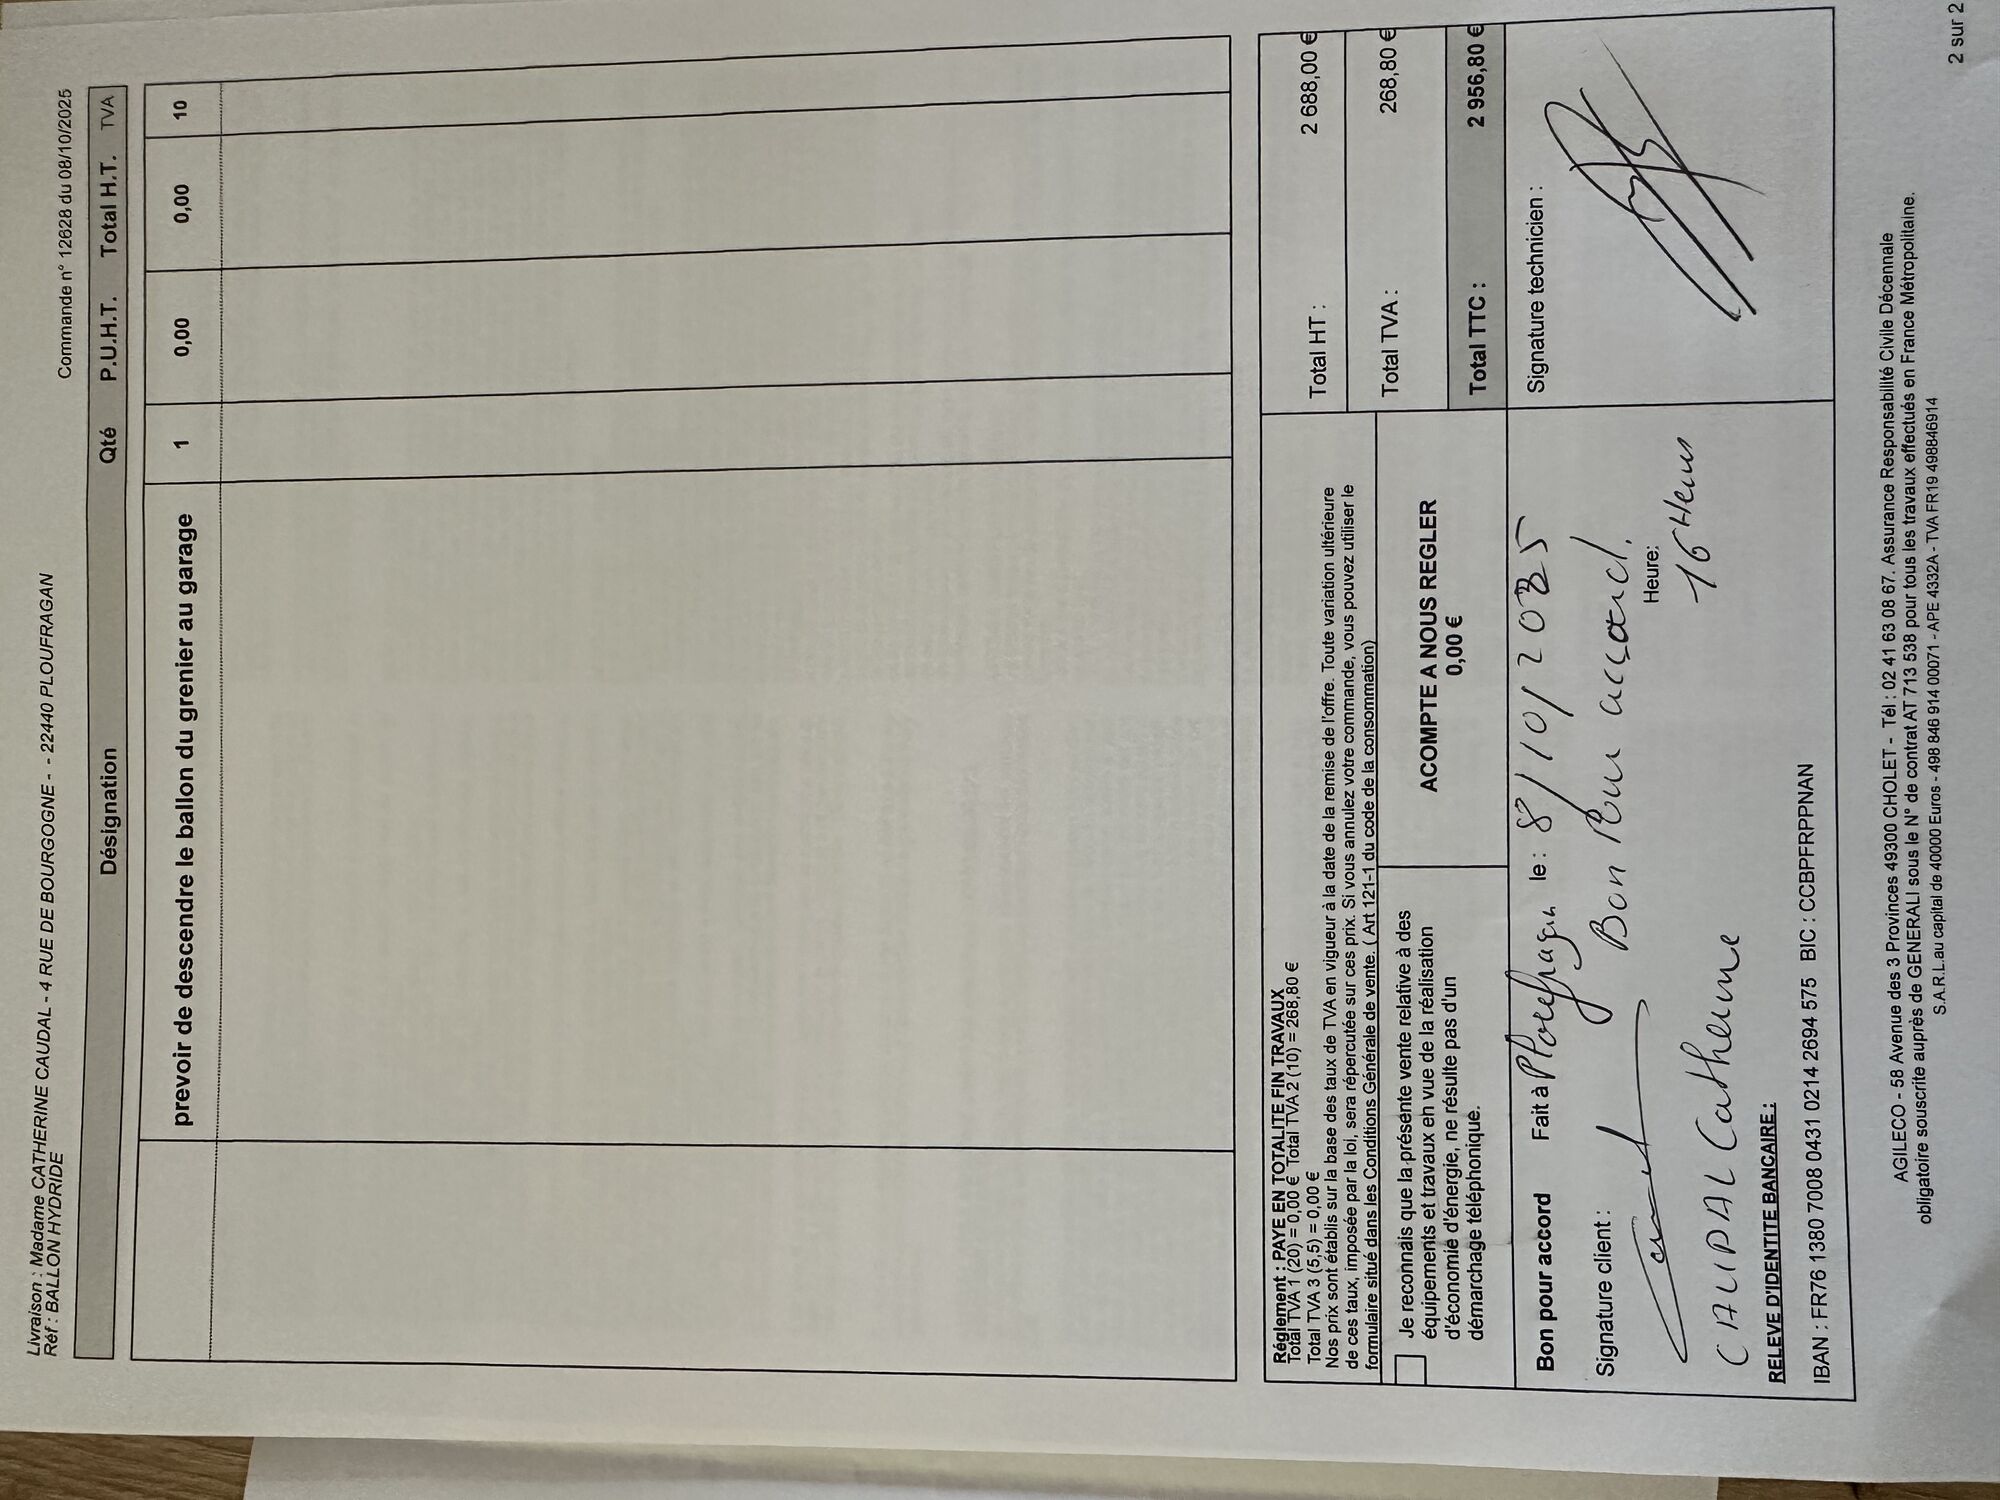 Livraison : Madame CATHERINE CAUDAL - 4 RUE DE BOURGOGNE - - 22440 PLOUFRAGAN
Réf : BALLON HYDRIDE
Commande n° 12628 du 08/10/2025
Désignation Qté P.U.H.T. Total H.T. TVA
prevoir de descendre le ballon du grenier au garage 1 0,00 0,00 10
Réglement : PAYE EN TOTALITE FIN TRAVAUX
Total TVA 1 (20) = 0,00 € Total TVA 2 (10) = 268,80 €
Total TVA 3 (5,5) = 0,00 €
Nos prix sont établis sur la base des taux de TVA en vigueur à la date de la remise de l'offre. Toute variation ultérieure
de ces taux, imposée par la loi, sera répercutée sur ces prix. Si vous annulez votre commande, vous pouvez utiliser le
formulaire situé dans les Conditions Générale de vente. ( Art 121-1 du code de la consommation)
Total HT : 2 688,00 €
Total TVA : 268,80 €
Total TTC : 2 956,80 €
Je reconnais que la présente vente relative à des
équipements et travaux en vue de la réalisation
d'économie d'énergie, ne résulte pas d'un
démarchage téléphonique.
ACOMPTE A NOUS REGLER
0,00 €
Bon pour accord Fait à Ploufragan le : 8/10/2025
Signature client : Bon Pour accord.
Heure:
16 Heures
CAUDAL Catherine
Signature technicien :
RELEVE D'IDENTITE BANCAIRE :
IBAN : FR76 1380 7008 0431 0214 2694 575 BIC : CCBPFRPPNAN
AGILECO - 58 Avenue des 3 Provinces 49300 CHOLET - Tél : 02 41 63 08 67. Assurance Responsabilité Civile Décennale
obligatoire souscrite auprès de GENERALI sous le N° de contrat AT 713 538 pour tous les travaux effectués en France Métropolitaine.
S.A.R.L.au capital de 40000 Euros - 498 846 914 00071 - APE 4332A - TVA FR19 498846914
2 sur 2